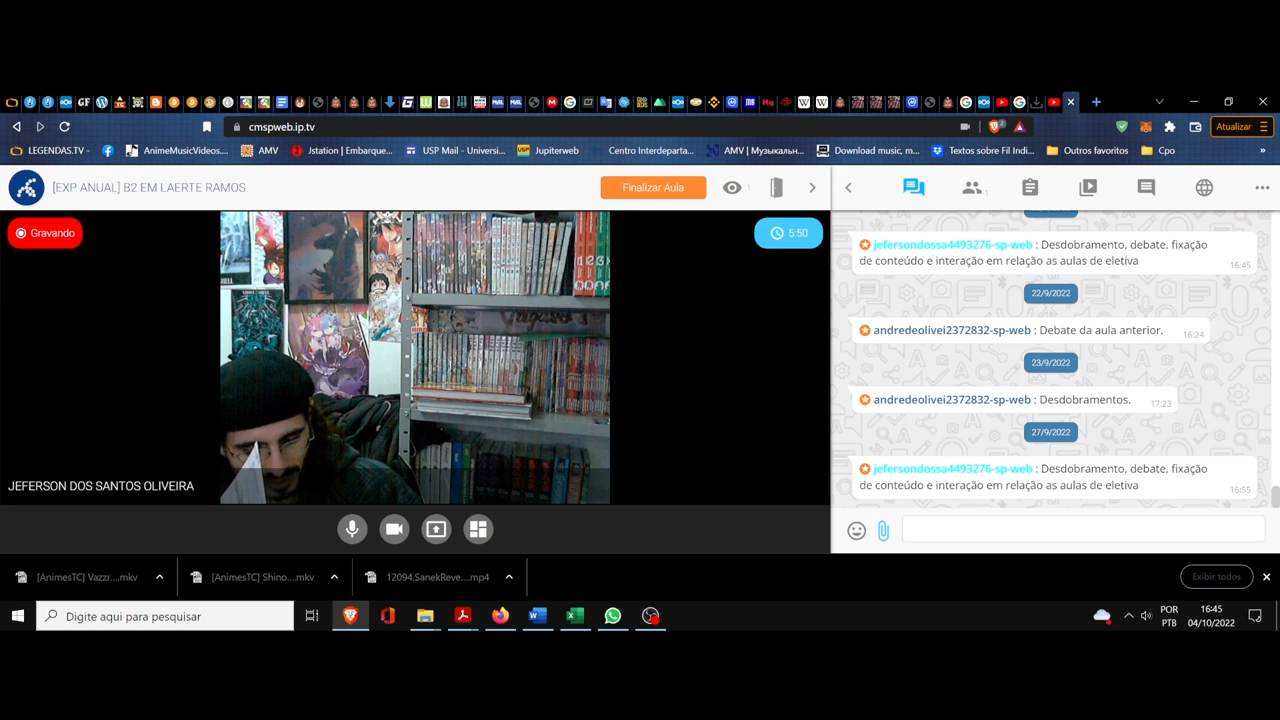 cmspweb.ip.tv
Atualizar
LEGENDAS.TV -
AnimeMusicVideos...
AMV
Jstation | Embarque...
USP Mail - Universi...
USP
Jupiterweb
Centro Interdeparta...
AMV | Музыкальн...
Download music, m...
Textos sobre Fil Indi...
Outros favoritos
Cpo
»
[EXP ANUAL] B2 EM LAERTE RAMOS
Finalizar Aula
1
1
Gravando
5:50
JEFERSON DOS SANTOS OLIVEIRA
jefersondossa4493276-sp-web : Desdobramento, debate, fixação
de conteúdo e interação em relação as aulas de eletiva
16:45
22/9/2022
andredeolivei2372832-sp-web : Debate da aula anterior.
16:24
23/9/2022
andredeolivei2372832-sp-web : Desdobramentos.
17:23
27/9/2022
jefersondossa4493276-sp-web : Desdobramento, debate, fixação
de conteúdo e interação em relação as aulas de eletiva
16:55
[AnimesTC] Vazzr....mkv
[AnimesTC] Shino....mkv
12094.SanekReve....mp4
Exibir todos
Digite aqui para pesquisar
POR
PTB
16:45
04/10/2022